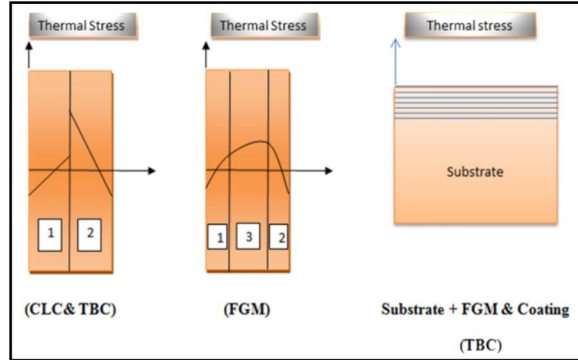 Thermal Stress
Thermal Stress
Thermal stress
Substrate
1
2
1
3
2
(CLC& TBC)
(FGM)
Substrate + FGM & Coating
(TBC)